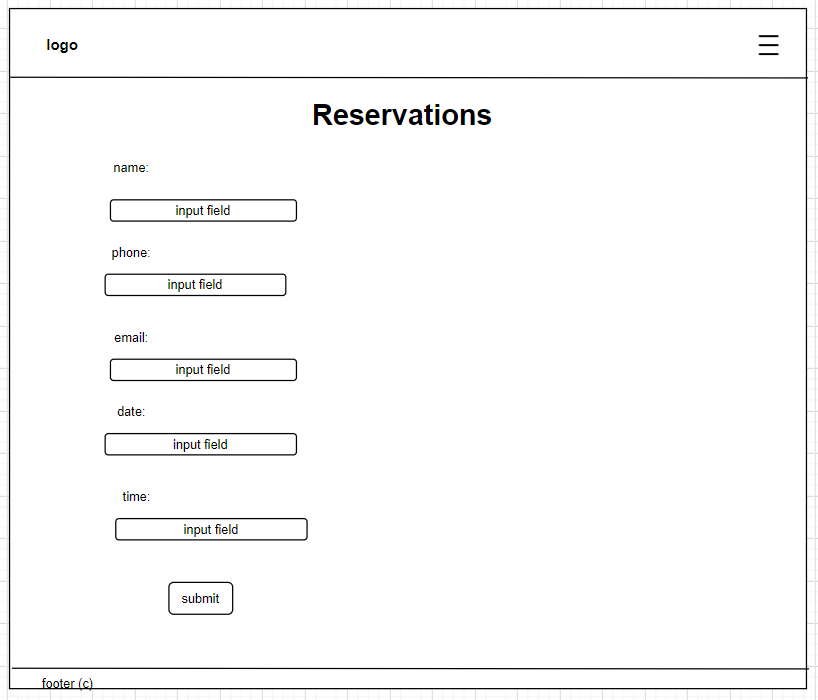 logo
Reservations
name:
input field
phone:
input field
email:
input field
date:
input field
time:
input field
submit
footer (c)